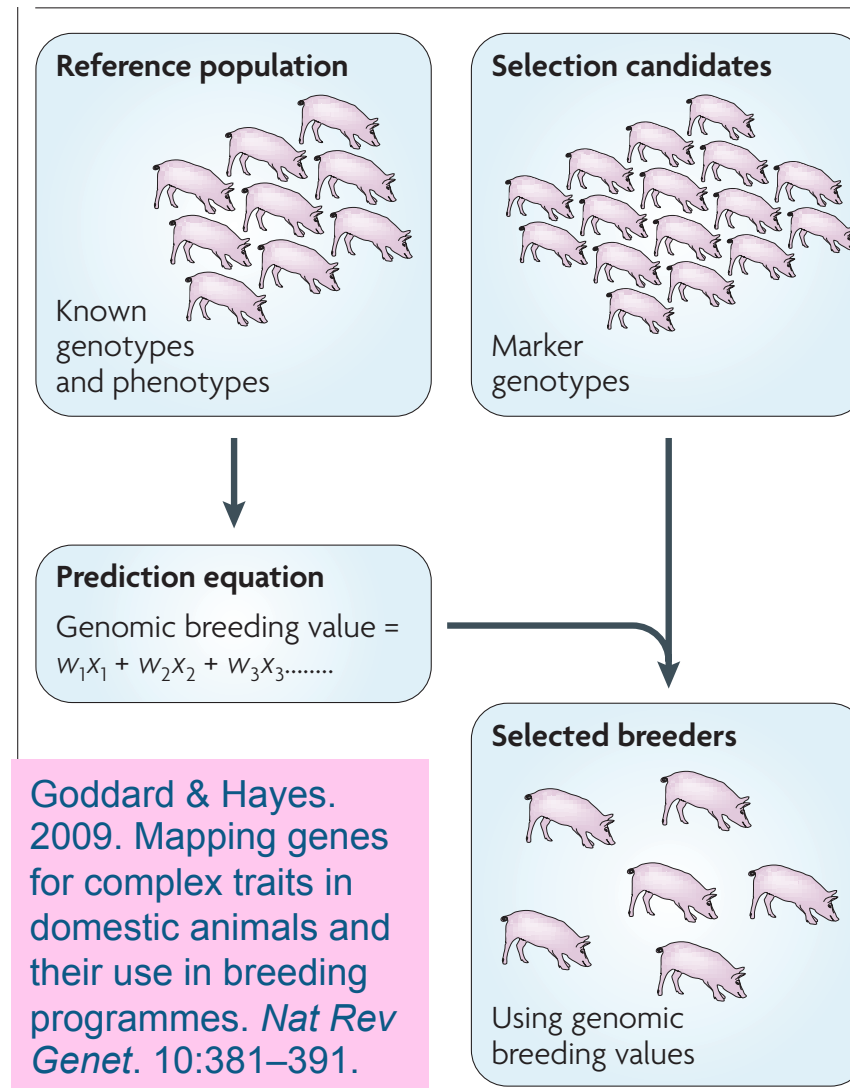 Reference population
Known
genotypes
and phenotypes
Selection candidates
Marker
genotypes
Prediction equation
Genomic breeding value =
w₁x₁ + w₂x₂ + w₃x₃........
Selected breeders
Using genomic
breeding values
Goddard & Hayes.
2009. Mapping genes
for complex traits in
domestic animals and
their use in breeding
programmes. Nat Rev
Genet. 10:381–391.